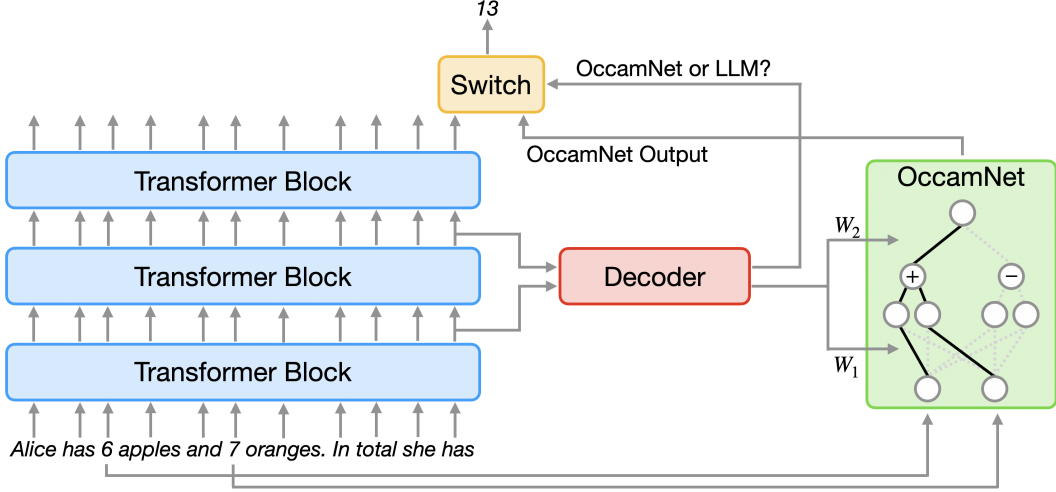 13
Switch
OccamNet or LLM?
OccamNet Output
Transformer Block
OccamNet
W2
Transformer Block
Decoder
+
−
W1
Transformer Block
Alice has 6 apples and 7 oranges. In total she has